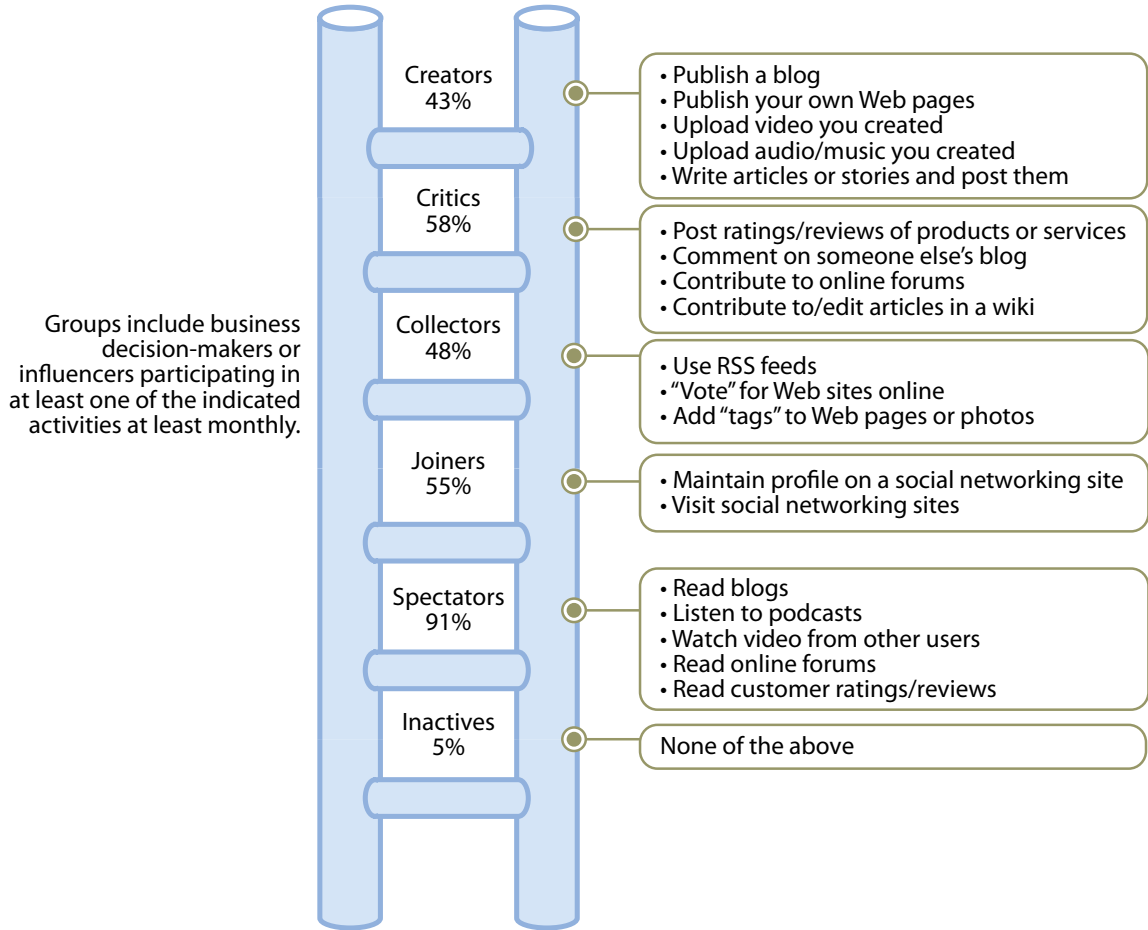 Creators
43%
• Publish a blog
• Publish your own Web pages
• Upload video you created
• Upload audio/music you created
• Write articles or stories and post them
Critics
58%
• Post ratings/reviews of products or services
• Comment on someone else’s blog
• Contribute to online forums
• Contribute to/edit articles in a wiki
Groups include business
decision-makers or
influencers participating in
at least one of the indicated
activities at least monthly.
Collectors
48%
• Use RSS feeds
• “Vote” for Web sites online
• Add “tags” to Web pages or photos
Joiners
55%
• Maintain profile on a social networking site
• Visit social networking sites
Spectators
91%
• Read blogs
• Listen to podcasts
• Watch video from other users
• Read online forums
• Read customer ratings/reviews
Inactives
5%
None of the above